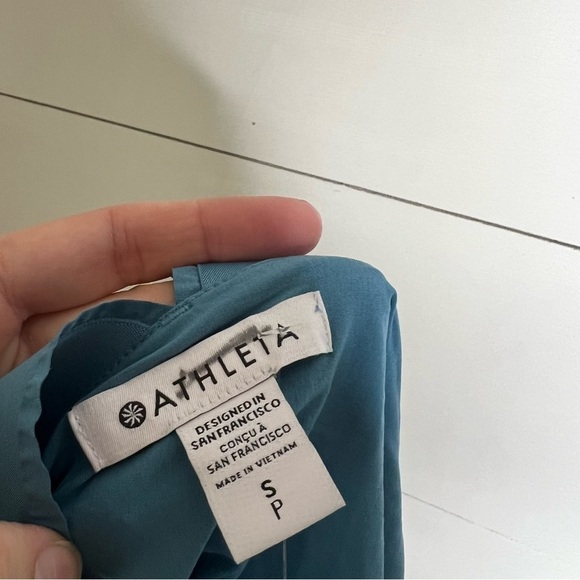 ATHLETA
DESIGNED IN
SAN FRANCISCO
CONÇU À
SAN FRANCISCO
MADE IN VIETNAM
S
P